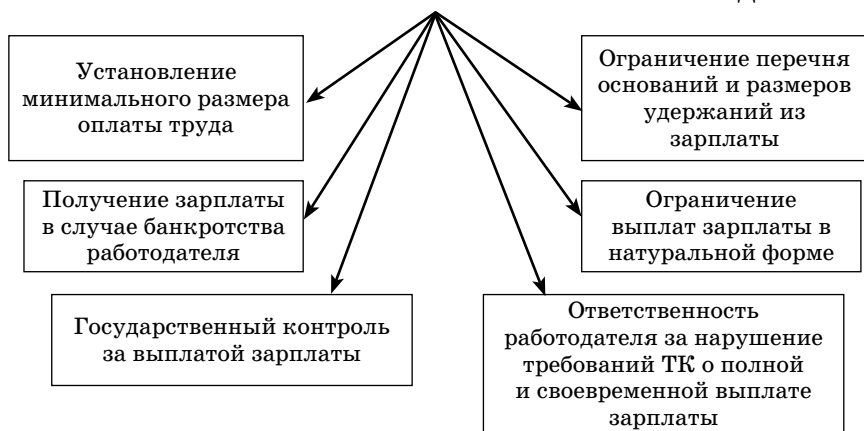 Установление
минимального размера
оплаты труда
Ограничение перечня
оснований и размеров
удержаний из
зарплаты
Получение зарплаты
в случае банкротства
работодателя
Ограничение
выплат зарплаты в
натуральной форме
Государственный контроль
за выплатой зарплаты
Ответственность
работодателя за нарушение
требований ТК о полной
и своевременной выплате
зарплаты